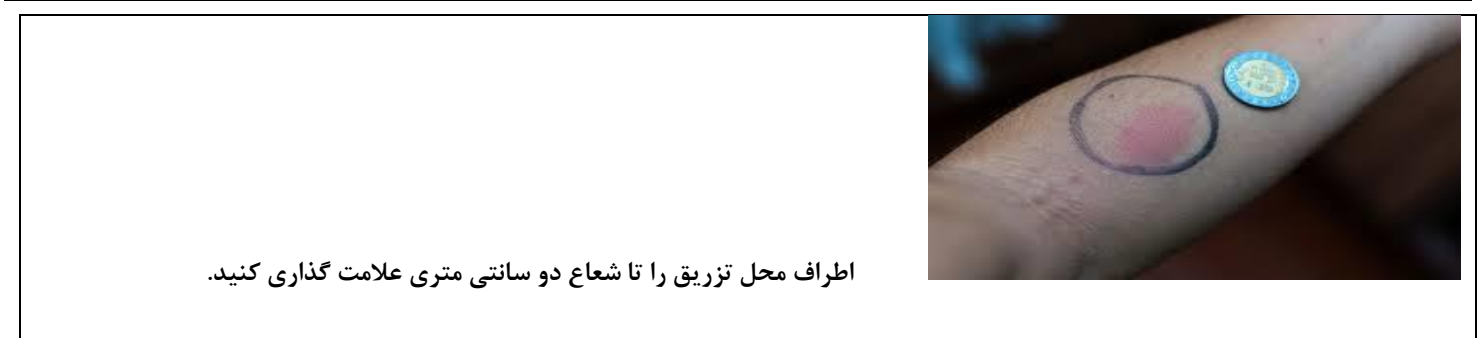 اطراف محل تزریق را تا شعاع دو سانتی متری علامت گذاری کنید.